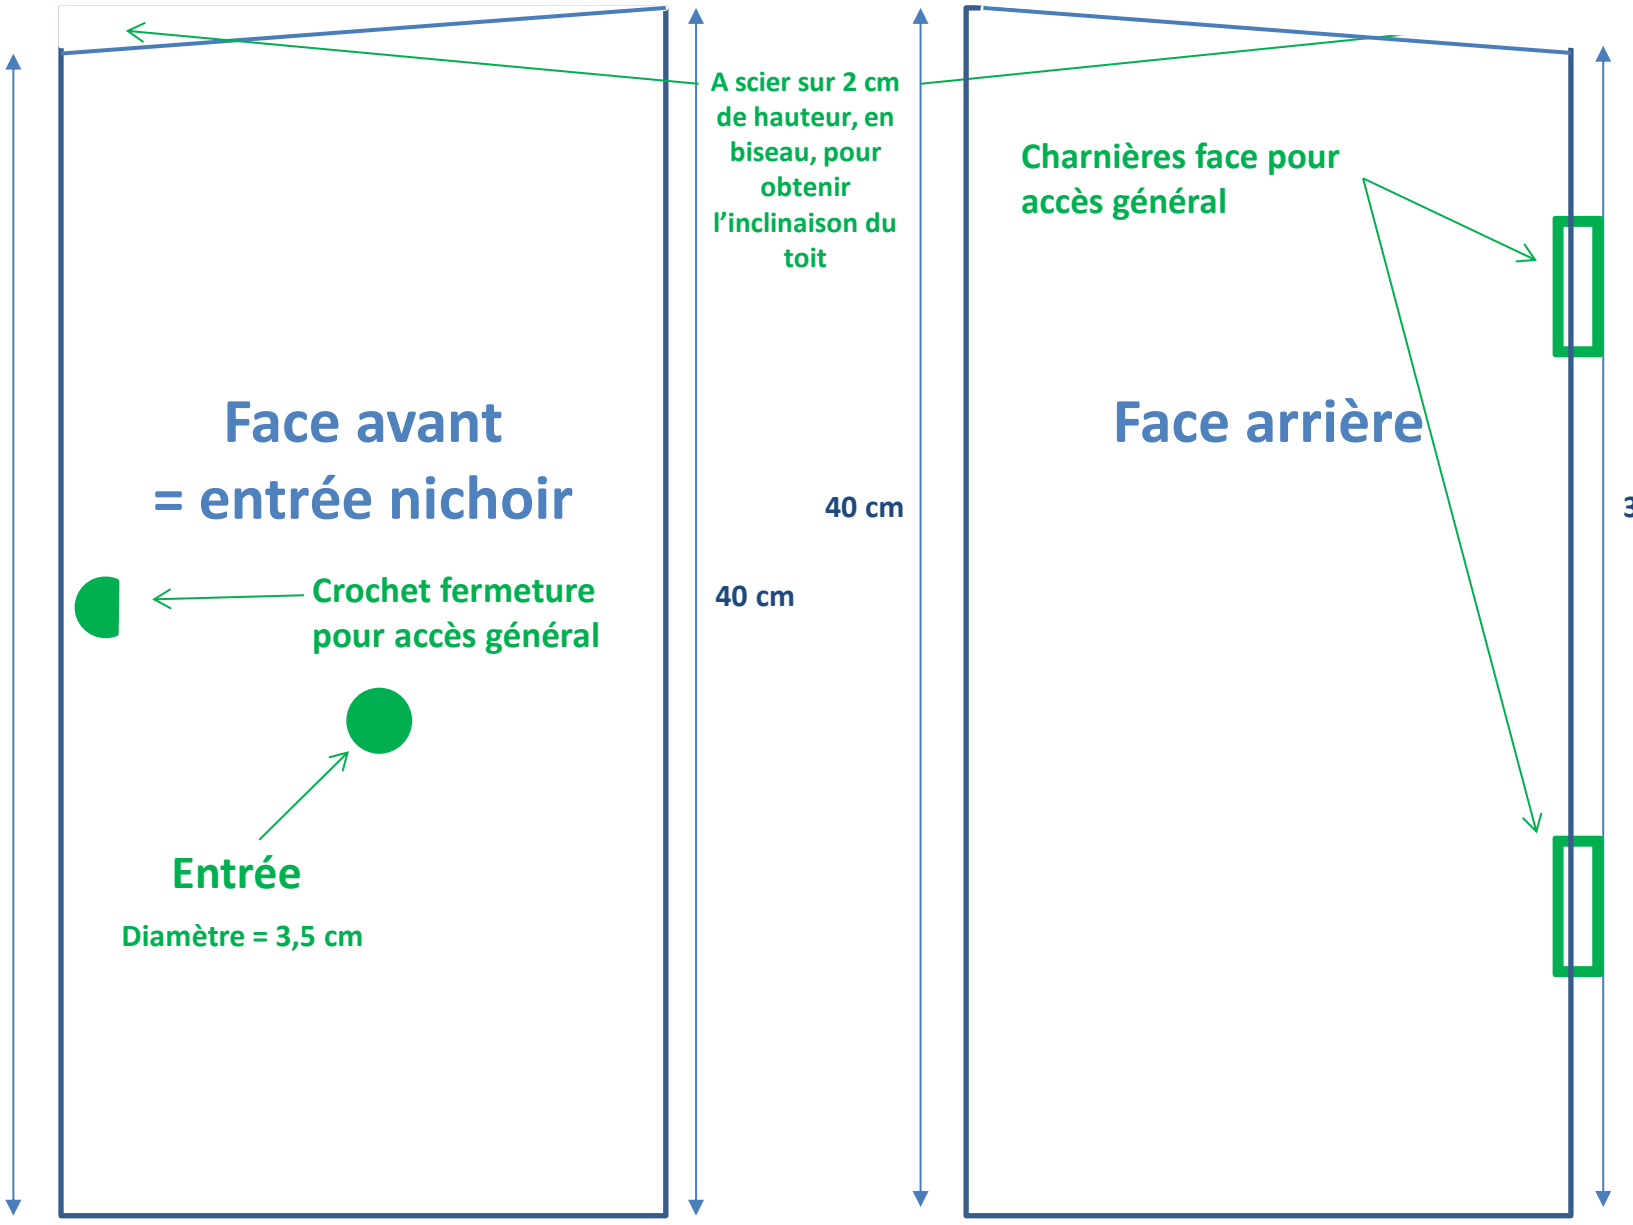 A scier sur 2 cm
de hauteur, en
biseau, pour
obtenir
l’inclinaison du
toit
Charnières face pour
accès général
Face avant
= entrée nichoir
Face arrière
40 cm
40 cm
Crochet fermeture
pour accès général
Entrée
Diamètre = 3,5 cm